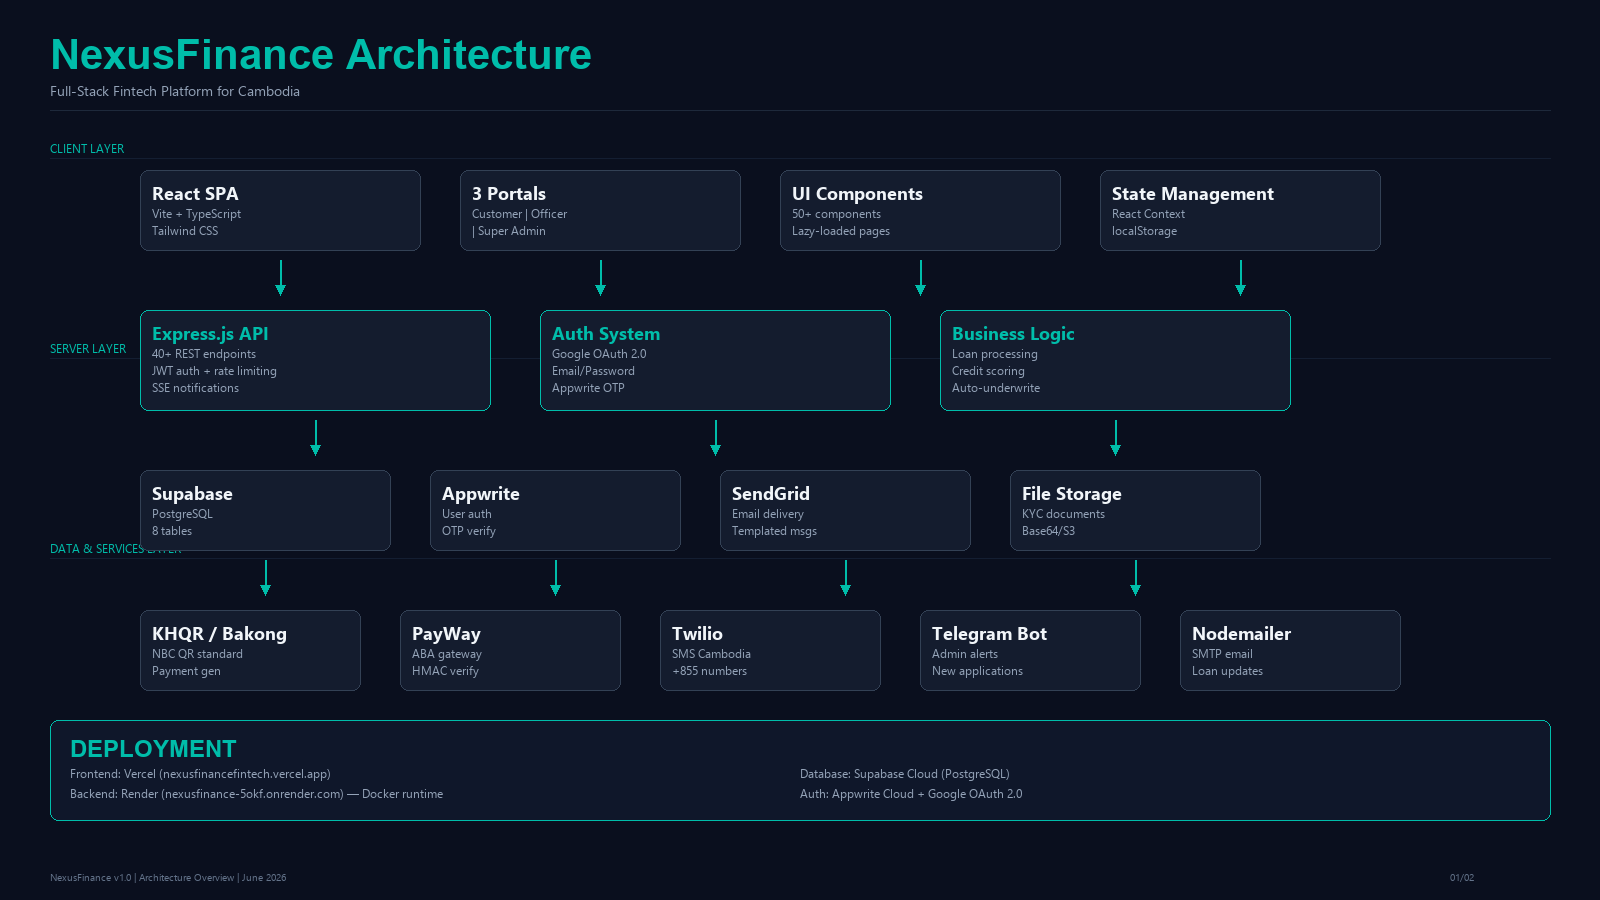 NexusFinance Architecture
Full-Stack Fintech Platform for Cambodia
CLIENT LAYER
React SPA
Vite + TypeScript
Tailwind CSS
3 Portals
Customer | Officer
| Super Admin
UI Components
50+ components
Lazy-loaded pages
State Management
React Context
localStorage
SERVER LAYER
Express.js API
40+ REST endpoints
JWT auth + rate limiting
SSE notifications
Auth System
Google OAuth 2.0
Email/Password
Appwrite OTP
Business Logic
Loan processing
Credit scoring
Auto-underwrite
Supabase
PostgreSQL
8 tables
Appwrite
User auth
OTP verify
SendGrid
Email delivery
Templated msgs
File Storage
KYC documents
Base64/S3
DATA & SERVICES LAYER
KHQR / Bakong
NBC QR standard
Payment gen
PayWay
ABA gateway
HMAC verify
Twilio
SMS Cambodia
+855 numbers
Telegram Bot
Admin alerts
New applications
Nodemailer
SMTP email
Loan updates
DEPLOYMENT
Frontend: Vercel (nexusfinancefintech.vercel.app)
Backend: Render (nexusfinance-5okf.onrender.com) — Docker runtime
Database: Supabase Cloud (PostgreSQL)
Auth: Appwrite Cloud + Google OAuth 2.0
NexusFinance v1.0 | Architecture Overview | June 2026
01/02